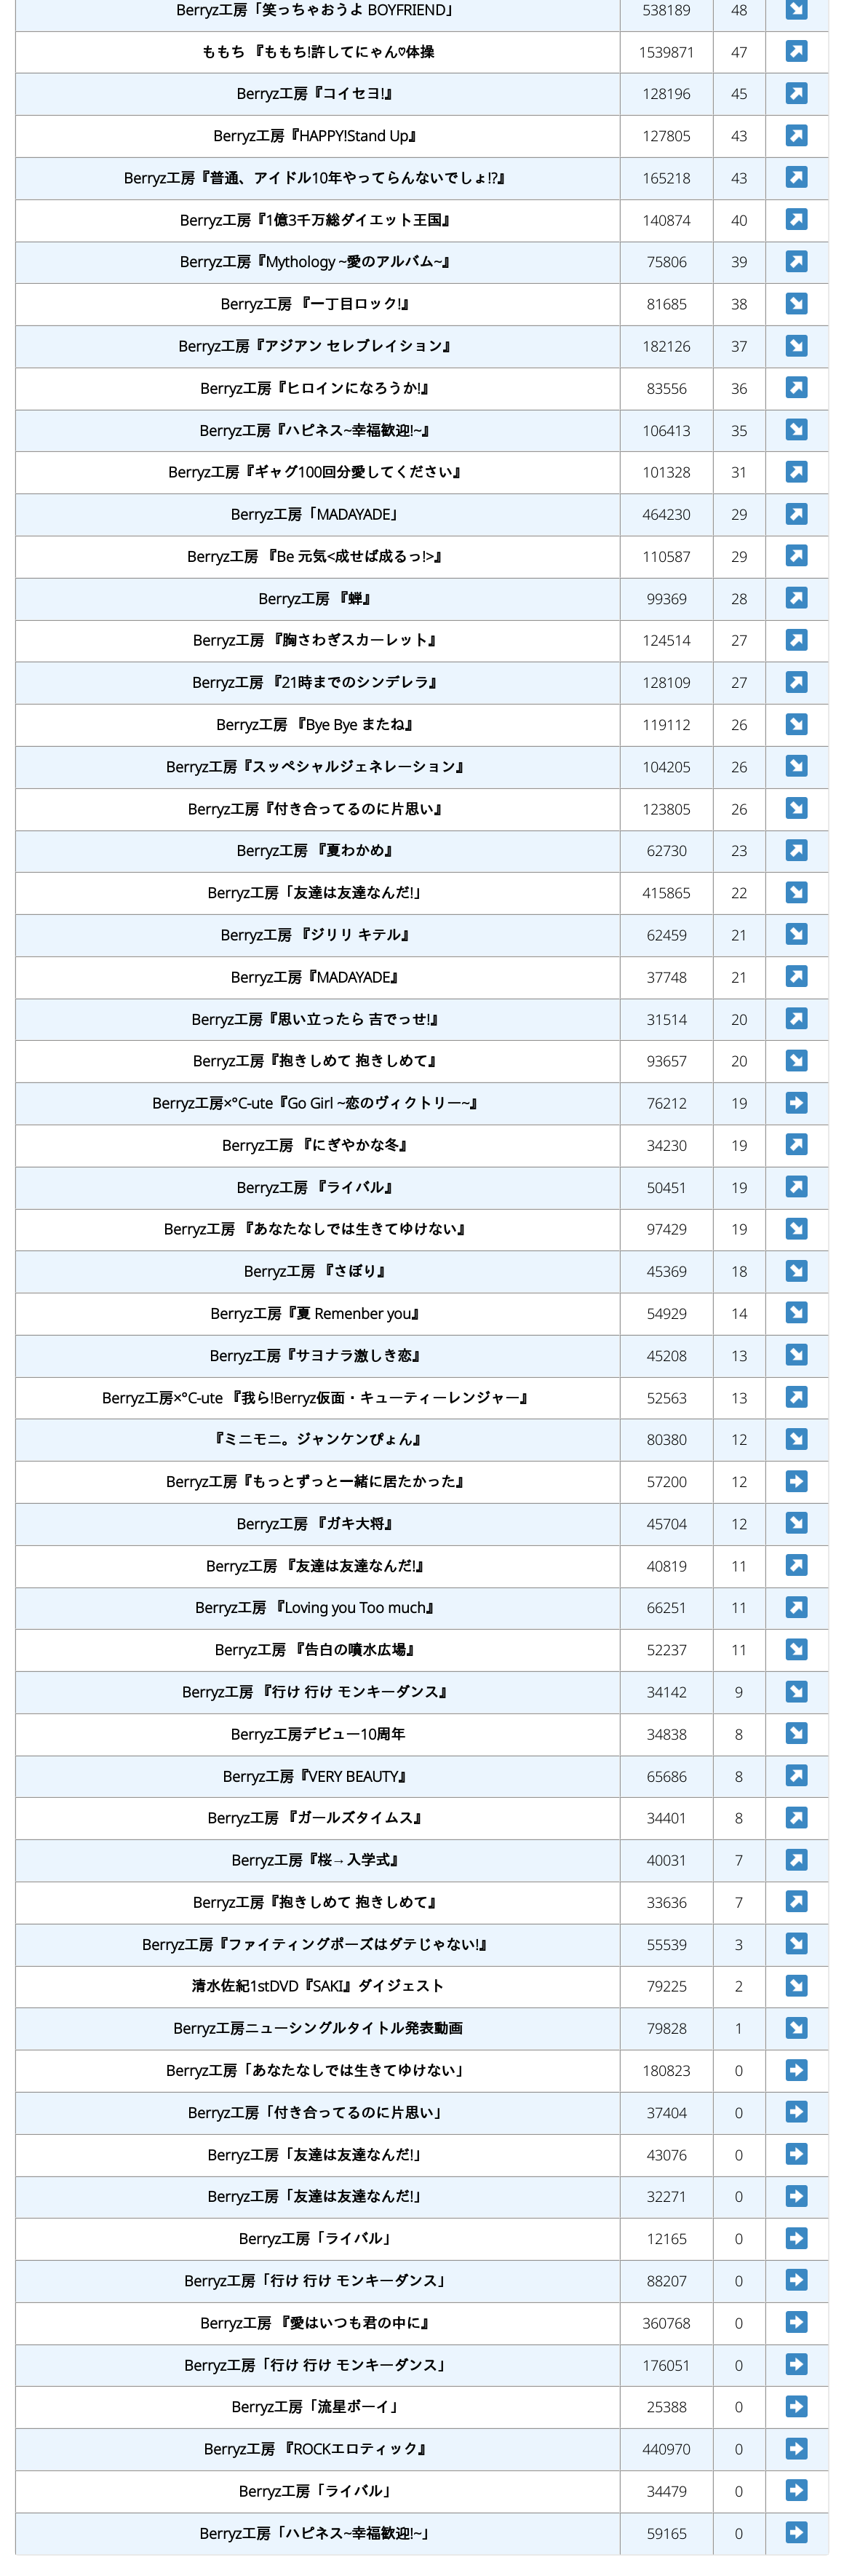 Berryz工房「笑っちゃおうよ BOYFRIEND」 538189 48 ↘
ももち 『ももち!許してにゃん♡体操 1539871 47 ↗
Berryz工房『コイセヨ!』 128196 45 ↗
Berryz工房『HAPPY!Stand Up』 127805 43 ↗
Berryz工房『普通、アイドル10年やってらんないでしょ!?』 165218 43 ↗
Berryz工房『1億3千万総ダイエット王国』 140874 40 ↗
Berryz工房『Mythology ~愛のアルバム~』 75806 39 ↗
Berryz工房 『一丁目ロック!』 81685 38 ↘
Berryz工房『アジアン セレブレイション』 182126 37 ↘
Berryz工房『ヒロインになろうか!』 83556 36 ↗
Berryz工房『ハピネス~幸福歓迎!~』 106413 35 ↘
Berryz工房『ギャグ100回分愛してください』 101328 31 ↗
Berryz工房「MADAYADE」 464230 29 ↗
Berryz工房 『Be 元気<成せば成るっ!>』 110587 29 ↗
Berryz工房 『蝉』 99369 28 ↗
Berryz工房 『胸さわぎスカーレット』 124514 27 ↗
Berryz工房 『21時までのシンデレラ』 128109 27 ↗
Berryz工房 『Bye Bye またね』 119112 26 ↘
Berryz工房『スッペシャルジェネレーション』 104205 26 ↘
Berryz工房『付き合ってるのに片思い』 123805 26 ↘
Berryz工房 『夏わかめ』 62730 23 ↗
Berryz工房「友達は友達なんだ!」 415865 22 ↘
Berryz工房 『ジリリ キテル』 62459 21 ↘
Berryz工房『MADAYADE』 37748 21 ↗
Berryz工房『思い立ったら 吉でっせ!』 31514 20 ↗
Berryz工房『抱きしめて 抱きしめて』 93657 20 ↘
Berryz工房×°C-ute『Go Girl ~恋のヴィクトリー~』 76212 19 →
Berryz工房 『にぎやかな冬』 34230 19 ↗
Berryz工房 『ライバル』 50451 19 ↗
Berryz工房 『あなたなしでは生きてゆけない』 97429 19 ↘
Berryz工房 『さぼり』 45369 18 ↘
Berryz工房『夏 Remenber you』 54929 14 ↘
Berryz工房『サヨナラ激しき恋』 45208 13 ↘
Berryz工房×°C-ute 『我ら!Berryz仮面・キューティーレンジャー』 52563 13 ↗
『ミニモニ。ジャンケンぴょん』 80380 12 ↘
Berryz工房『もっとずっと一緒に居たかった』 57200 12 →
Berryz工房 『ガキ大将』 45704 12 ↘
Berryz工房 『友達は友達なんだ!』 40819 11 ↗
Berryz工房 『Loving you Too much』 66251 11 ↗
Berryz工房 『告白の噴水広場』 52237 11 ↘
Berryz工房 『行け 行け モンキーダンス』 34142 9 ↘
Berryz工房デビュー10周年 34838 8 ↘
Berryz工房『VERY BEAUTY』 65686 8 ↗
Berryz工房 『ガールズタイムス』 34401 8 ↗
Berryz工房『桜→入学式』 40031 7 ↗
Berryz工房『抱きしめて 抱きしめて』 33636 7 ↗
Berryz工房『ファイティングポーズはダテじゃない!』 55539 3 ↘
清水佐紀1stDVD『SAKI』ダイジェスト 79225 2 ↘
Berryz工房ニューシングルタイトル発表動画 79828 1 ↘
Berryz工房「あなたなしでは生きてゆけない」 180823 0 →
Berryz工房「付き合ってるのに片思い」 37404 0 →
Berryz工房「友達は友達なんだ!」 43076 0 →
Berryz工房「友達は友達なんだ!」 32271 0 →
Berryz工房「ライバル」 12165 0 →
Berryz工房「行け 行け モンキーダンス」 88207 0 →
Berryz工房 『愛はいつも君の中に』 360768 0 →
Berryz工房「行け 行け モンキーダンス」 176051 0 →
Berryz工房「流星ボーイ」 25388 0 →
Berryz工房 『ROCKエロティック』 440970 0 →
Berryz工房「ライバル」 34479 0 →
Berryz工房「ハピネス~幸福歓迎!~」 59165 0 →